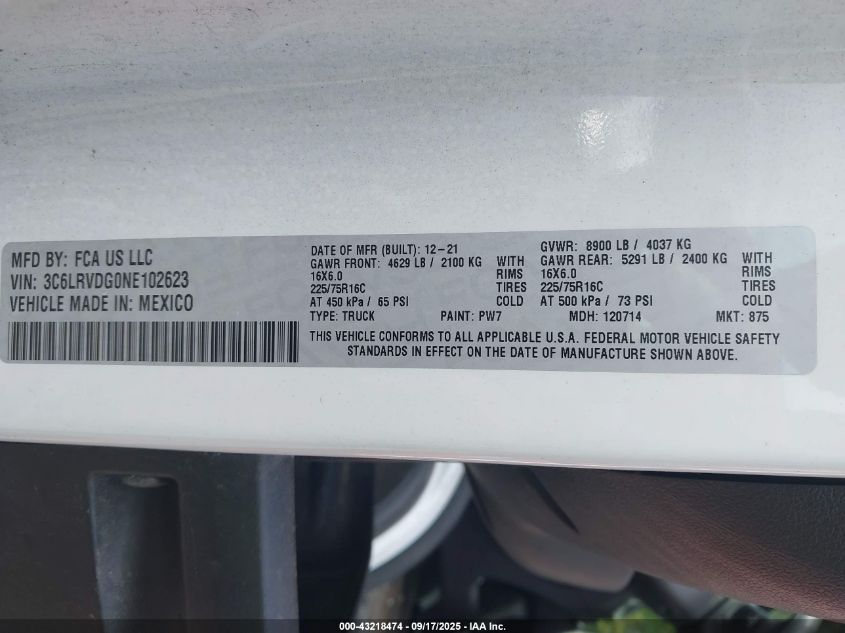 MFD BY: FCA US LLC
VIN: 3C6LRVDG0NE102623
VEHICLE MADE IN: MEXICO
DATE OF MFR (BUILT): 12-21
GAWR FRONT: 4629 LB / 2100 KG WITH
16X6.0 RIMS
225/75R16C TIRES
AT 450 kPa / 65 PSI COLD
TYPE: TRUCK PAINT: PW7
GVWR: 8900 LB / 4037 KG
GAWR REAR: 5291 LB / 2400 KG WITH
16X6.0 RIMS
225/75R16C TIRES
AT 500 kPa / 73 PSI COLD
MDH: 120714 MKT: 875
THIS VEHICLE CONFORMS TO ALL APPLICABLE U.S.A. FEDERAL MOTOR VEHICLE SAFETY
STANDARDS IN EFFECT ON THE DATE OF MANUFACTURE SHOWN ABOVE.
000-43218474 - 09/17/2025 - IAA Inc.